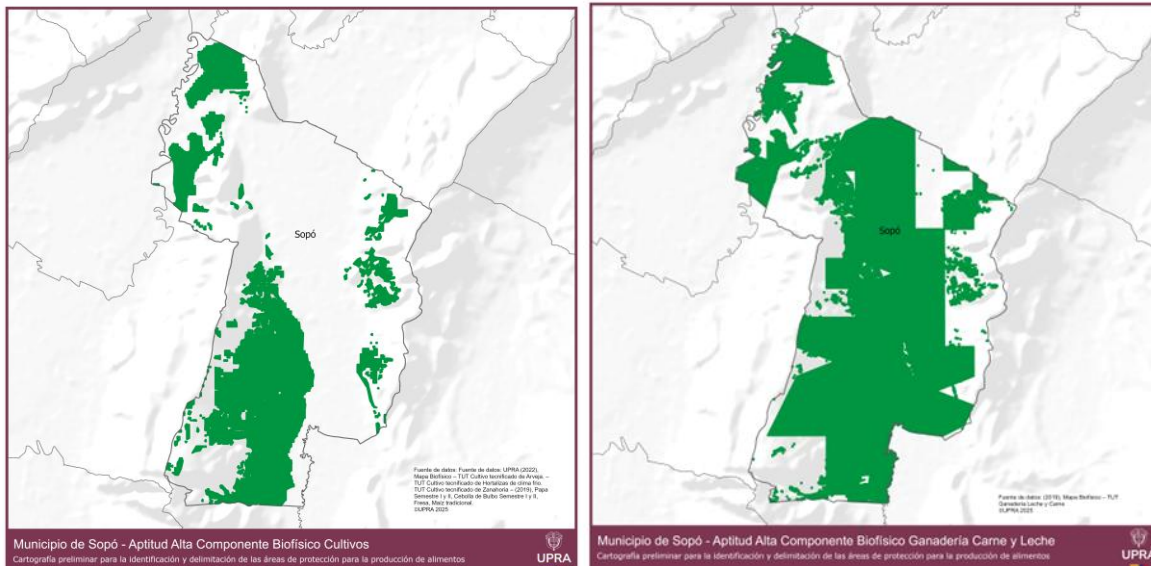 Sopó
Fuente de datos: Fuente de datos: UPRA (2022).
Mapa Biofísico – TUT Cultivo tecnificado de Arveja. –
TUT Cultivo tecnificado de Hortalizas de clima frío.
TUT Cultivo tecnificado de Zanahoria – (2019), Papa
Semestre I y II, Cebolla de Bulbo Semestre I y II,
Fresa, Maíz tradicional.
©UPRA 2025
Municipio de Sopó - Aptitud Alta Componente Biofísico Cultivos
Cartografía preliminar para la identificación y delimitación de las áreas de protección para la producción de alimentos
UPRA
Sopó
Fuente de datos: (2019), Mapa Biofísico – TUT
Ganadería Leche y Carne
©UPRA 2025
Municipio de Sopó - Aptitud Alta Componente Biofísico Ganadería Carne y Leche
Cartografía preliminar para la identificación y delimitación de las áreas de protección para la producción de alimentos
UPRA